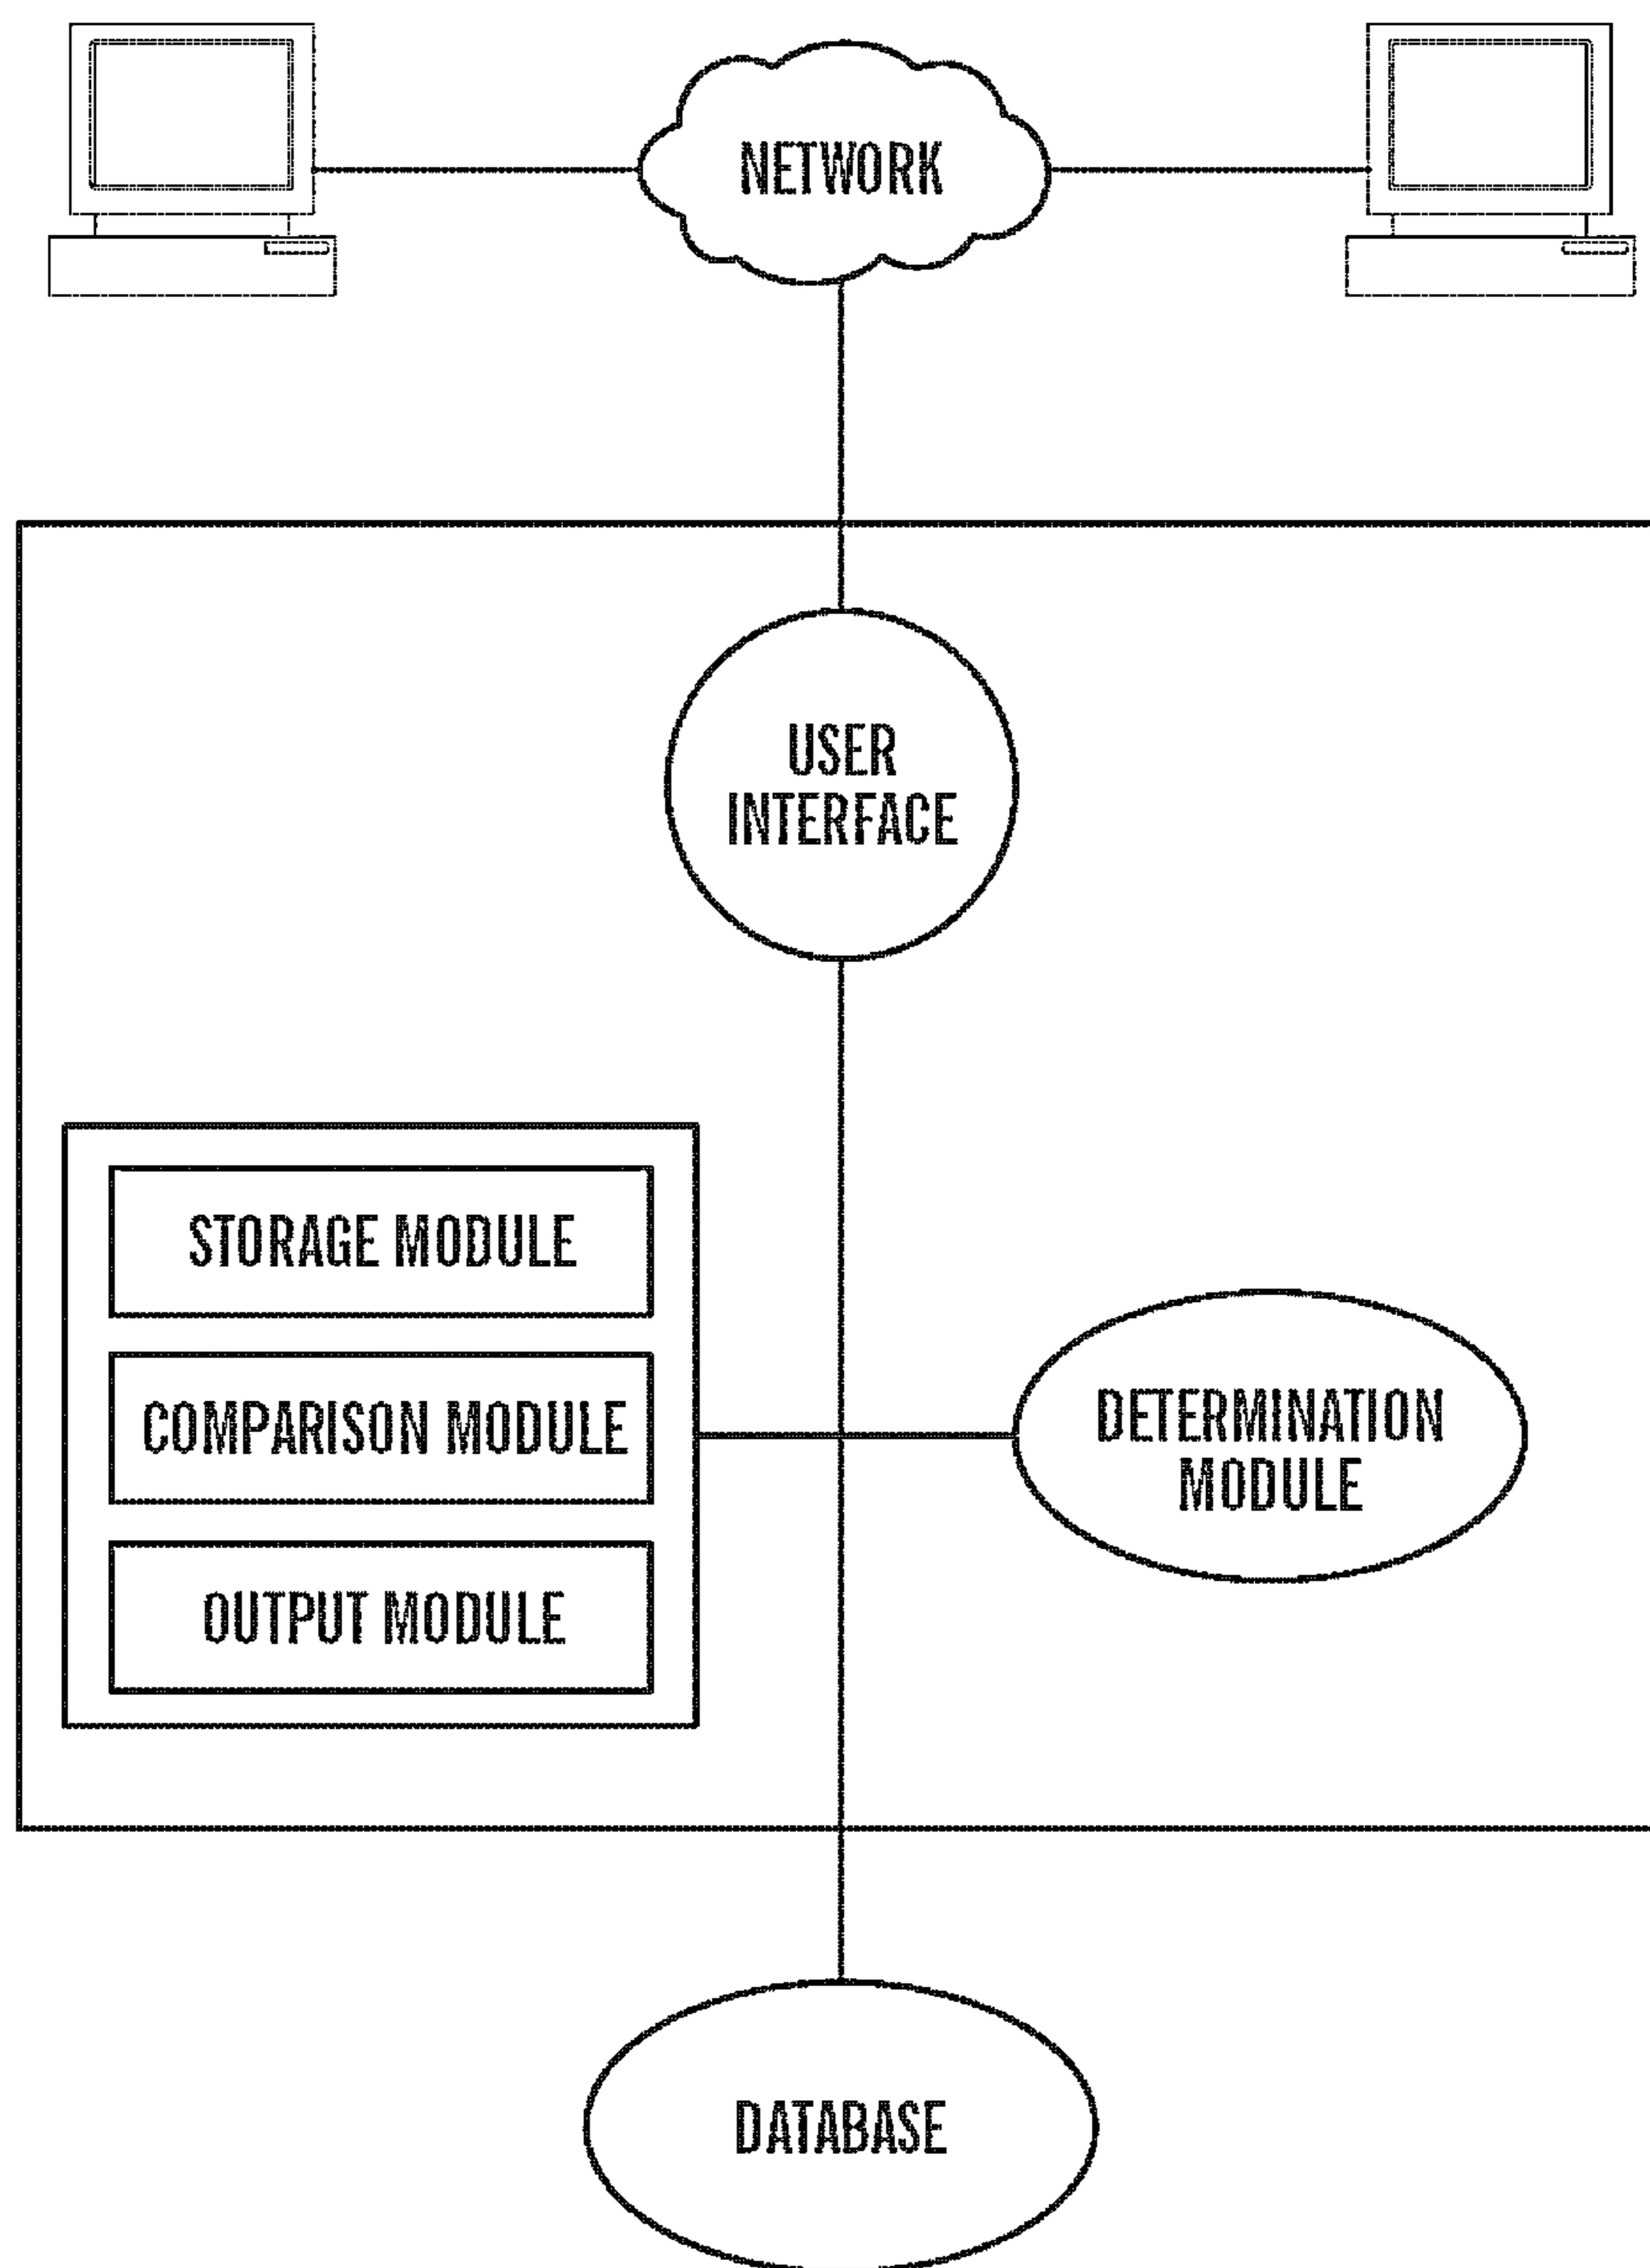 NETWORK
USER
INTERFACE
STORAGE MODULE
COMPARISON MODULE
OUTPUT MODULE
DETERMINATION
MODULE
DATABASE